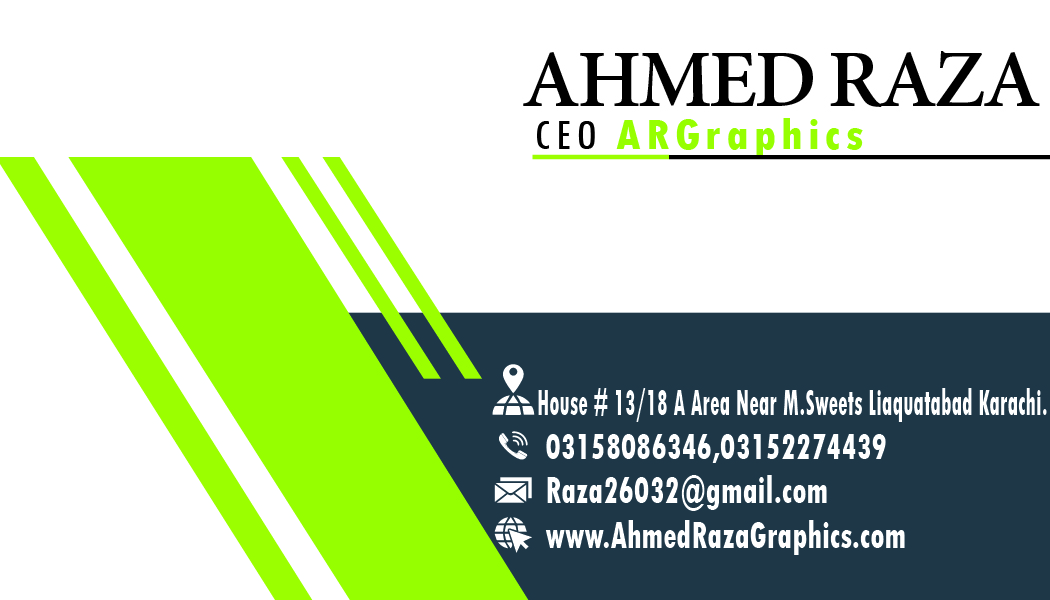 AHMED RAZA
CEO ARGraphics
House # 13/18 A Area Near M.Sweets Liaquatabad Karachi.
03158086346,03152274439
Raza26032@gmail.com
www.AhmedRazaGraphics.com